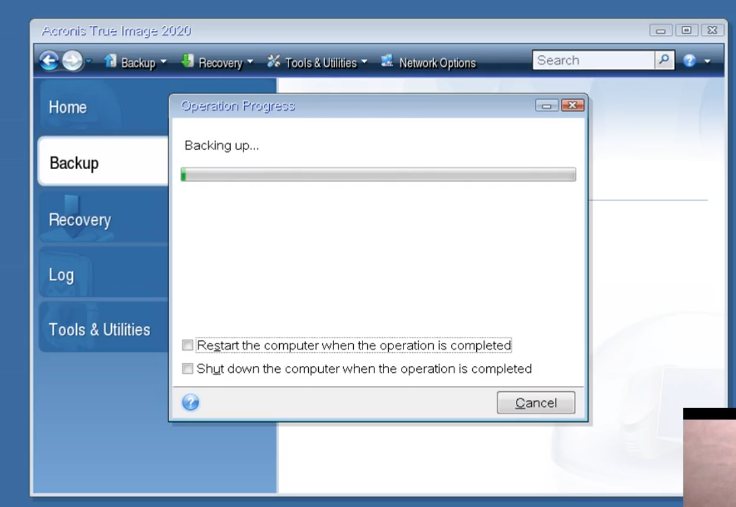 Acronis True Image 2020
Backup Recovery Tools & Utilities Network Options Search
Home
Backup
Recovery
Log
Tools & Utilities
Operation Progress
Backing up...
Restart the computer when the operation is completed
Shut down the computer when the operation is completed
Cancel